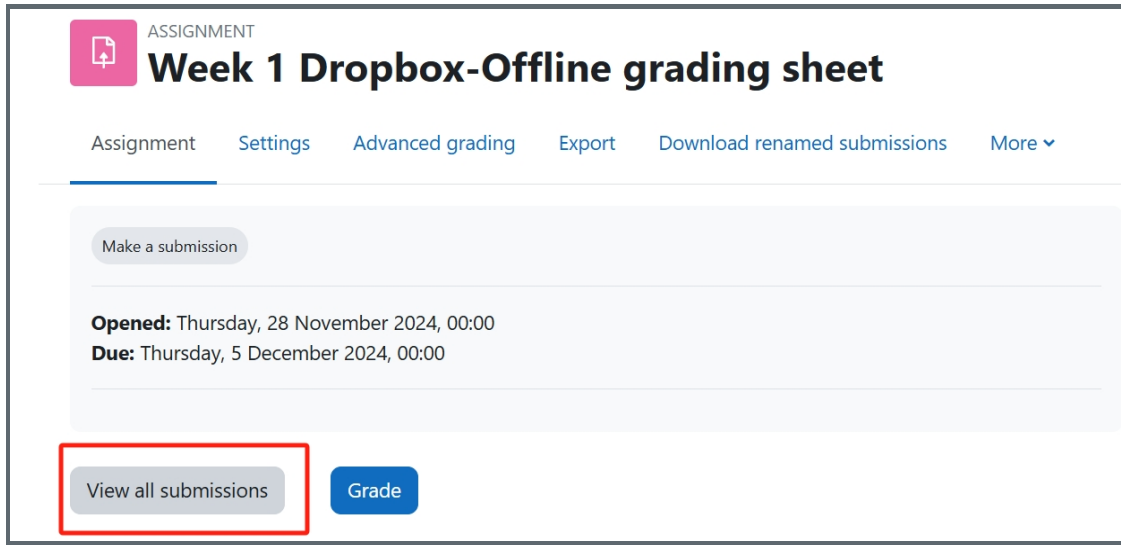 ASSIGNMENT
Week 1 Dropbox-Offline grading sheet
Assignment Settings Advanced grading Export Download renamed submissions More
Make a submission
Opened: Thursday, 28 November 2024, 00:00
Due: Thursday, 5 December 2024, 00:00
View all submissions Grade